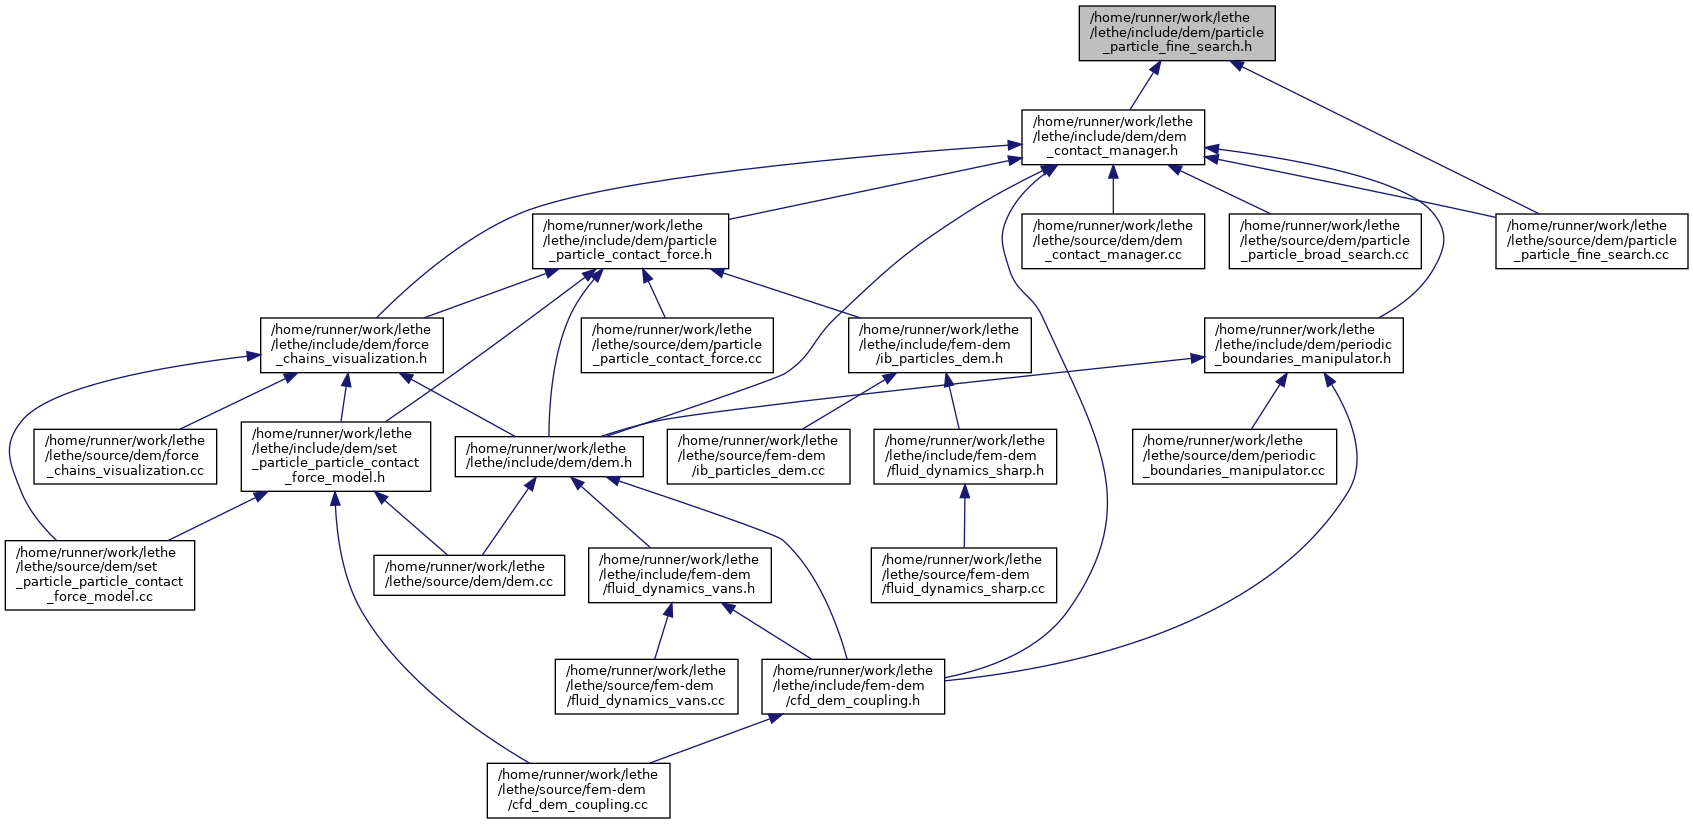 /home/runner/work/lethe
/lethe/include/dem/particle
_particle_fine_search.h
/home/runner/work/lethe
/lethe/include/dem/dem
_contact_manager.h
/home/runner/work/lethe
/lethe/include/dem/particle
_particle_contact_force.h
/home/runner/work/lethe
/lethe/source/dem/dem
_contact_manager.cc
/home/runner/work/lethe
/lethe/source/dem/particle
_particle_broad_search.cc
/home/runner/work/lethe
/lethe/source/dem/particle
_particle_fine_search.cc
/home/runner/work/lethe
/lethe/include/dem/force
_chains_visualization.h
/home/runner/work/lethe
/lethe/source/dem/particle
_particle_contact_force.cc
/home/runner/work/lethe
/lethe/include/fem-dem
/ib_particles_dem.h
/home/runner/work/lethe
/lethe/include/dem/periodic
_boundaries_manipulator.h
/home/runner/work/lethe
/lethe/source/dem/force
_chains_visualization.cc
/home/runner/work/lethe
/lethe/include/dem/set
_particle_particle_contact
_force_model.h
/home/runner/work/lethe
/lethe/include/dem/dem.h
/home/runner/work/lethe
/lethe/source/fem-dem
/ib_particles_dem.cc
/home/runner/work/lethe
/lethe/include/fem-dem
/fluid_dynamics_sharp.h
/home/runner/work/lethe
/lethe/source/dem/periodic
_boundaries_manipulator.cc
/home/runner/work/lethe
/lethe/source/dem/set
_particle_particle_contact
_force_model.cc
/home/runner/work/lethe
/lethe/source/dem/dem.cc
/home/runner/work/lethe
/lethe/include/fem-dem
/fluid_dynamics_vans.h
/home/runner/work/lethe
/lethe/source/fem-dem
/fluid_dynamics_sharp.cc
/home/runner/work/lethe
/lethe/source/fem-dem
/fluid_dynamics_vans.cc
/home/runner/work/lethe
/lethe/include/fem-dem
/cfd_dem_coupling.h
/home/runner/work/lethe
/lethe/source/fem-dem
/cfd_dem_coupling.cc